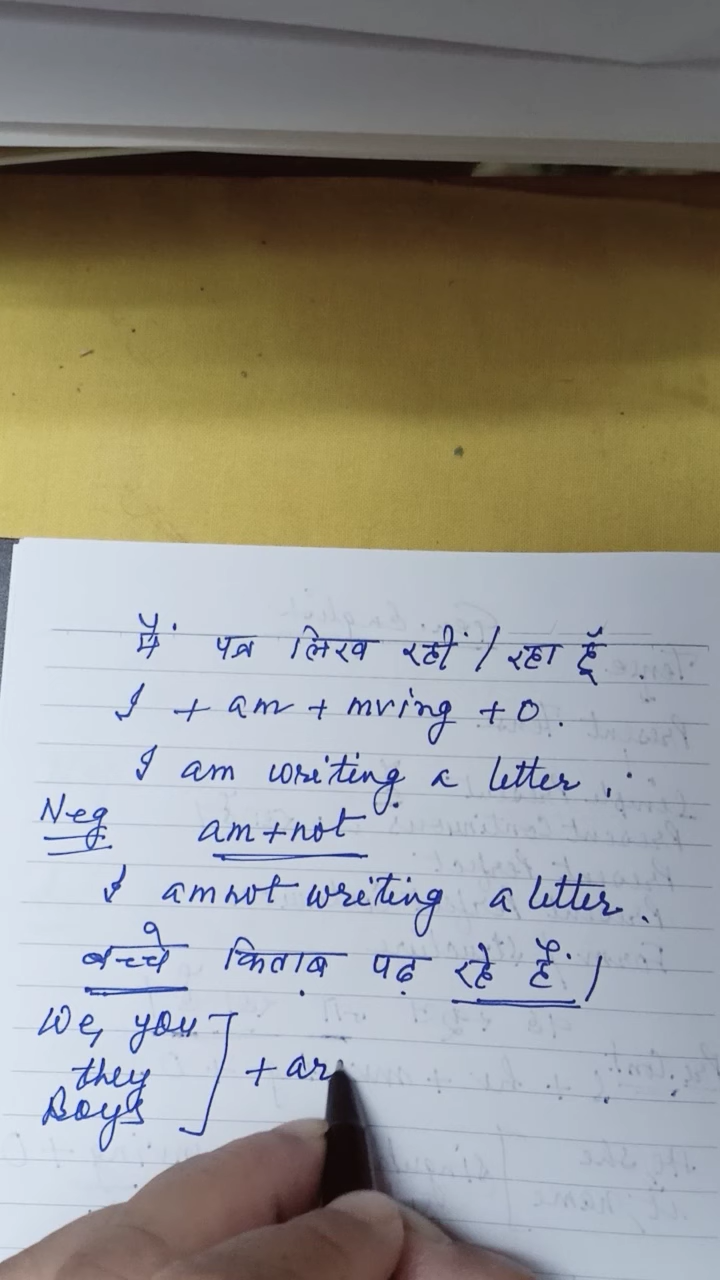 मैं पत्र लिख रही / रहा हूँ
I + am + mving + o.
I am writing a letter.
Neg am + not
I am not writing a letter.
बच्चे किताब पढ़ रहे हैं।
We, you
they
Boys
+ ar